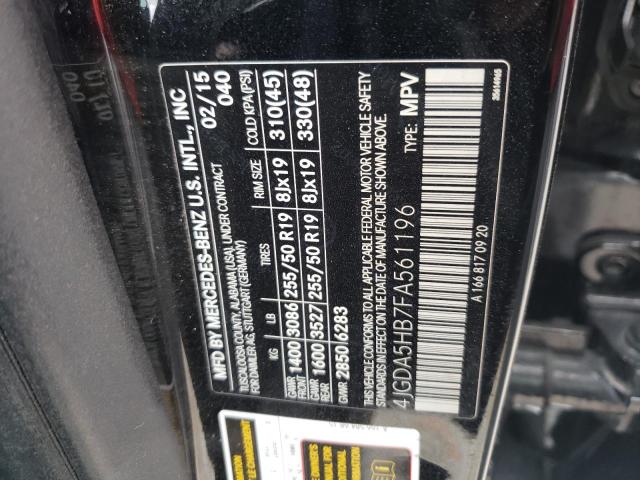 MFD BY MERCEDES-BENZ U.S. INTL., INC
TUSCALOOSA COUNTY, ALABAMA (USA), UNDER CONTRACT 02/15
FOR DAIMLER AG, STUTTGART (GERMANY) 040
KG LB TIRES RIM SIZE COLD KPA (PSI)
GAWR FRONT 1400 3086 255/50 R19 8Jx19 310(45)
GAWR REAR 1600 3527 255/50 R19 8Jx19 330(48)
GVWR 2850 6283
THIS VEHICLE CONFORMS TO ALL APPLICABLE FEDERAL MOTOR VEHICLE SAFETY
STANDARDS IN EFFECT ON THE DATE OF MANUFACTURE SHOWN ABOVE.
4JGDA5HB7FA561196 TYPE: MPV
A 166 817 09 20 35614965